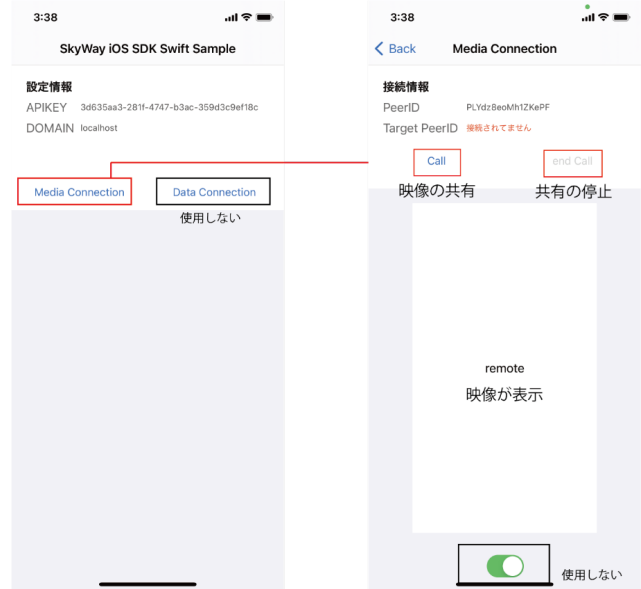 3:38
SkyWay iOS SDK Swift Sample
設定情報
APIKEY 3d635aa3-281f-4747-b3ac-359d3c9ef18c
DOMAIN localhost
Media Connection
Data Connection
使用しない
3:38
Back
Media Connection
接続情報
PeerID PLYdz8eoMh1ZKePF
Target PeerID 接続されてません
Call
end Call
映像の共有
共有の停止
remote
映像が表示
使用しない